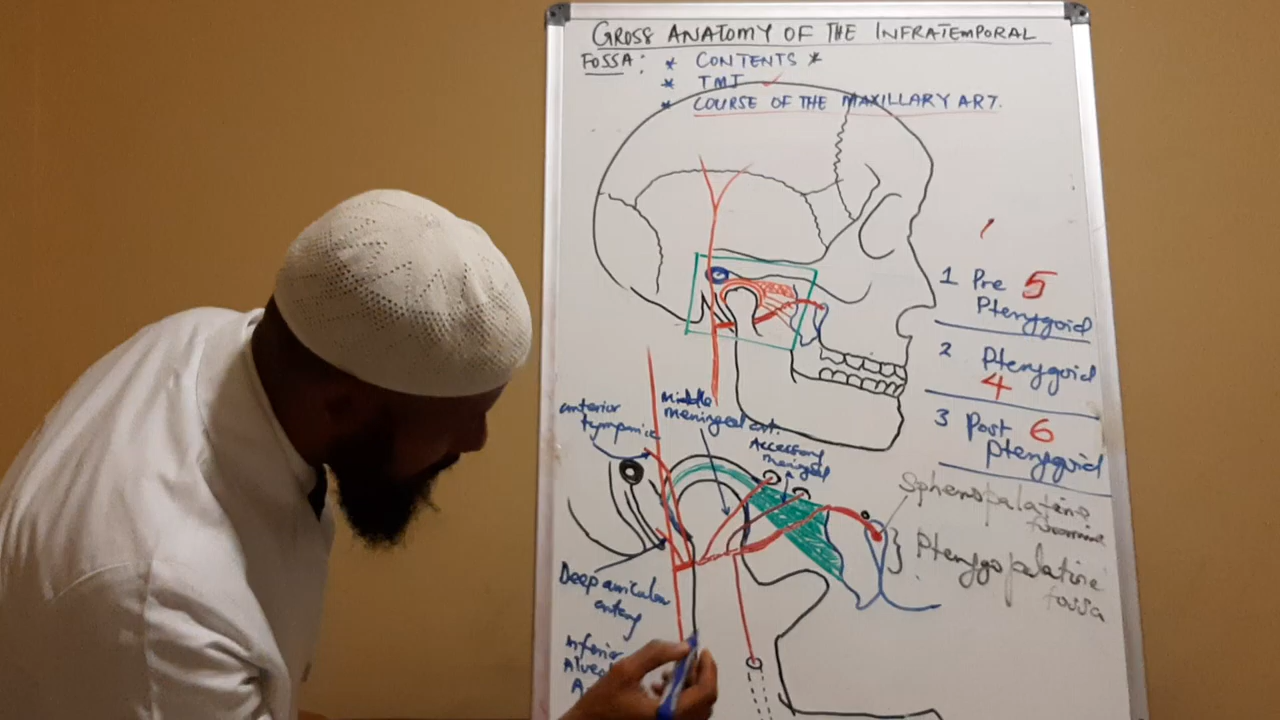 GROSS ANATOMY OF THE INFRATEMPORAL
FOSSA: * CONTENTS *
* TMJ ✓
* COURSE OF THE MAXILLARY ART.
1 Pre 5
Pterygoid
2 Pterygoid
4
3 Post 6
Pterygoid
anterior
tympanic
Middle
meningeal art.
Accessory
meningeal
Sphenopalatine
Pterygopalatine
fossa
Deep auricular
artery
Inferior
A